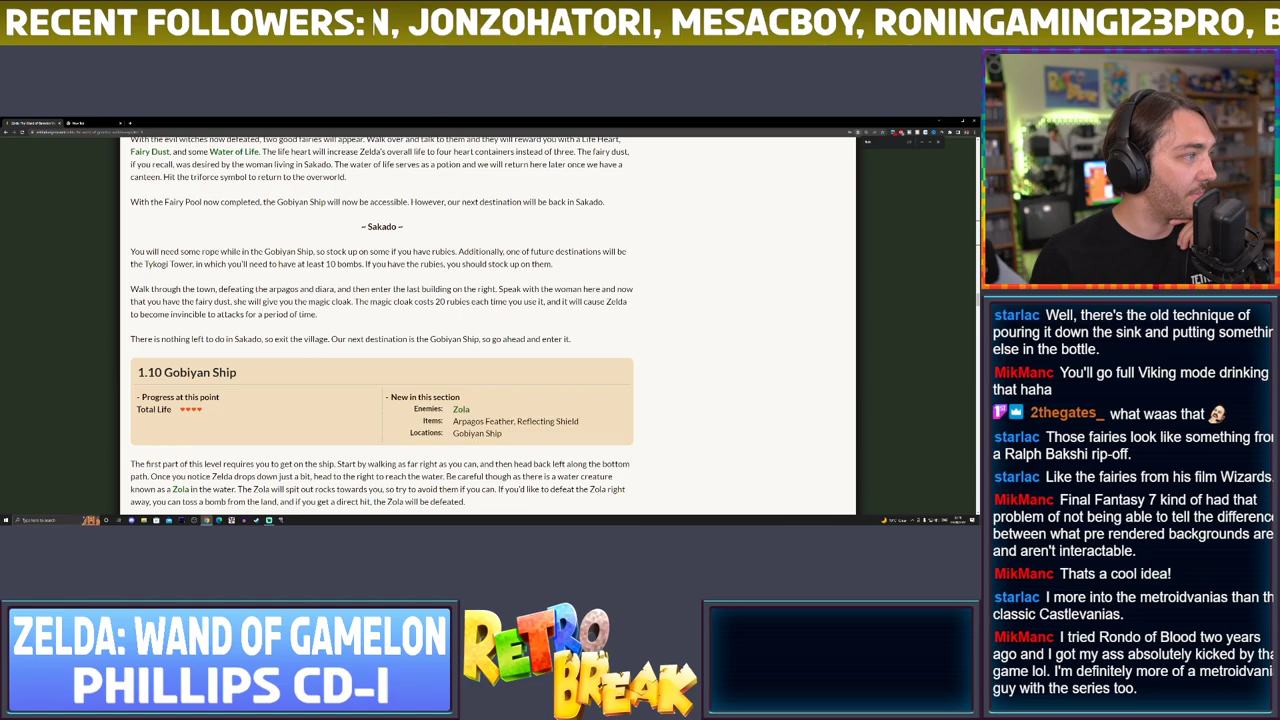 RECENT FOLLOWERS: N, JONZOHATORI, MESACBOY, RONINGAMING123PRO, B
With the evil witches now defeated, two good fairies will appear. Walk over and talk to them and they will reward you with a Life Heart,
Fairy Dust, and some Water of Life. The life heart will increase Zelda's overall life to four heart containers instead of three. The fairy dust,
if you recall, was desired by the woman living in Sakado. The water of life serves as a potion and we will return here later once we have a
canteen. Hit the triforce symbol to return to the overworld.
With the Fairy Pool now completed, the Gobiyan Ship will now be accessible. However, our next destination will be back in Sakado.
~ Sakado ~
You will need some rope while in the Gobiyan Ship, so stock up on some if you have rubies. Additionally, one of future destinations will be
the Tykogi Tower, in which you'll need to have at least 10 bombs. If you have the rubies, you should stock up on them.
Walk through the town, defeating the arpagos and diara, and then enter the last building on the right. Speak with the woman here and now
that you have the fairy dust, she will give you the magic cloak. The magic cloak costs 20 rubies each time you use it, and it will cause Zelda
to become invincible to attacks for a period of time.
There is nothing left to do in Sakado, so exit the village. Our next destination is the Gobiyan Ship, so go ahead and enter it.
1.10 Gobiyan Ship
- Progress at this point
Total Life
- New in this section
Enemies: Zola
Items: Arpagos Feather, Reflecting Shield
Locations: Gobiyan Ship
The first part of this level requires you to get on the ship. Start by walking as far right as you can, and then head back left along the bottom
path. Once you notice Zelda drops down just a bit, head to the right to reach the water. Be careful though as there is a water creature
known as a Zola in the water. The Zola will spit out rocks towards you, so try to avoid them if you can. If you'd like to defeat the Zola right
away, you can toss a bomb from the land, and if you get a direct hit, the Zola will be defeated.
Type here to search
starlac Well, there's the old technique of
pouring it down the sink and putting somethin
else in the bottle.
MikManc You'll go full Viking mode drinking
that haha
1st 2thegates_ what waas that
starlac Those fairies look like something fro
a Ralph Bakshi rip-off.
starlac Like the fairies from his film Wizards.
MikManc Final Fantasy 7 kind of had that
problem of not being able to tell the differenc
between what pre rendered backgrounds are
and aren't interactable.
MikManc Thats a cool idea!
starlac I more into the metroidvanias than th
classic Castlevanias.
MikManc I tried Rondo of Blood two years
ago and I got my ass absolutely kicked by tha
game lol. I'm definitely more of a metroidvani
guy with the series too.
ZELDA: WAND OF GAMELON
PHILLIPS CD-I
RETRO
BREAK